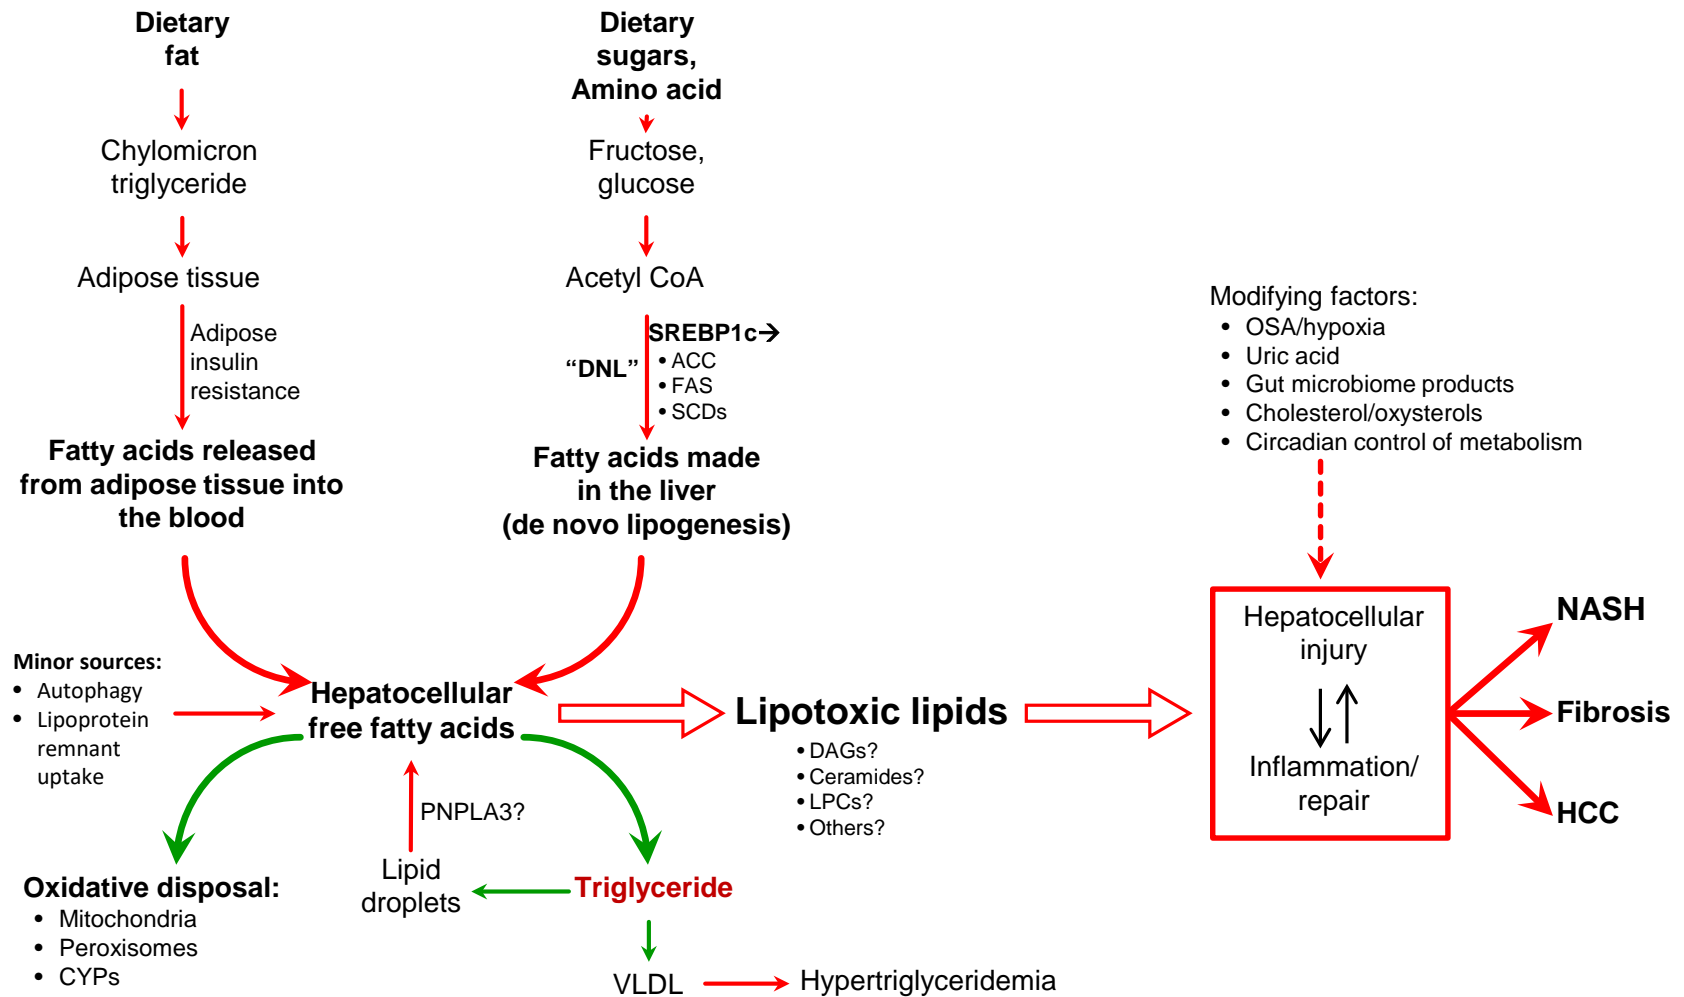 Dietary
fat
Chylomicron
triglyceride
Adipose tissue
Adipose
insulin
resistance
Fatty acids released
from adipose tissue into
the blood
Dietary
sugars,
Amino acid
Fructose,
glucose
Acetyl CoA
“DNL”
SREBP1c→
• ACC
• FAS
• SCDs
Fatty acids made
in the liver
(de novo lipogenesis)
Minor sources:
• Autophagy
• Lipoprotein
remnant
uptake
Hepatocellular
free fatty acids
Oxidative disposal:
• Mitochondria
• Peroxisomes
• CYPs
PNPLA3?
Lipid
droplets
Triglyceride
VLDL
Hypertriglyceridemia
Lipotoxic lipids
• DAGs?
• Ceramides?
• LPCs?
• Others?
Modifying factors:
• OSA/hypoxia
• Uric acid
• Gut microbiome products
• Cholesterol/oxysterols
• Circadian control of metabolism
Hepatocellular
injury
Inflammation/
repair
NASH
Fibrosis
HCC